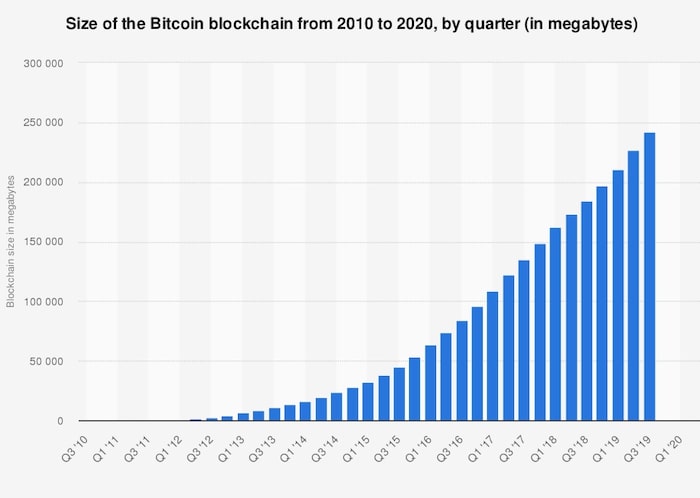 Size of the Bitcoin blockchain from 2010 to 2020, by quarter (in megabytes)
300 000
250 000
200 000
150 000
100 000
50 000
0
Blockchain size in megabytes
Q3 '10
Q1 '11
Q3 '11
Q1 '12
Q3 '12
Q1 '13
Q3 '13
Q1 '14
Q3 '14
Q1 '15
Q3 '15
Q1 '16
Q3 '16
Q1 '17
Q3 '17
Q1 '18
Q3 '18
Q1 '19
Q3 '19
Q1 '20